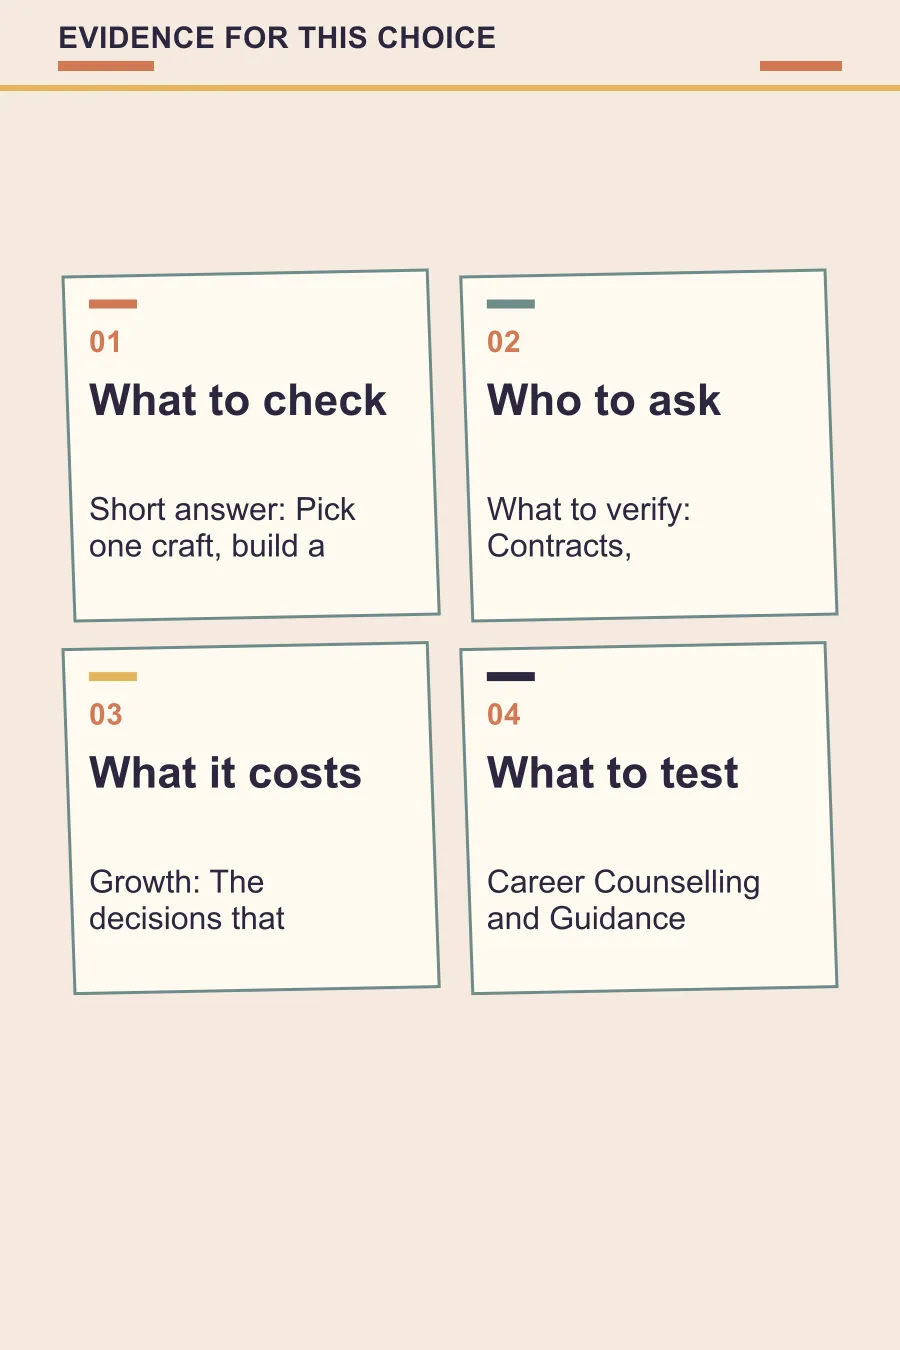 EVIDENCE FOR THIS CHOICE
01
What to check
Short answer: Pick
one craft, build a
02
Who to ask
What to verify:
Contracts,
03
What it costs
Growth: The
decisions that
04
What to test
Career Counselling
and Guidance